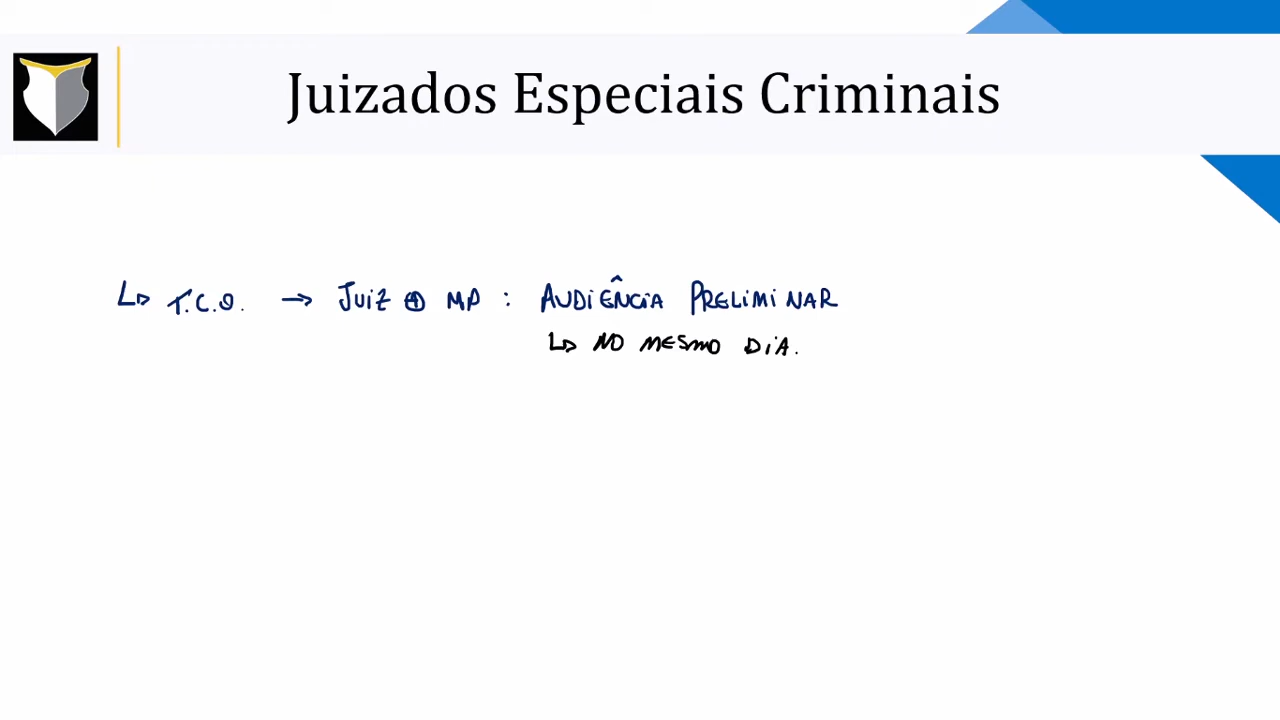 Juizados Especiais Criminais
↳ T.C.O. → JUIZ ⊕ MP : AUDIÊNCIA PRELIMINAR
↳ NO MESMO DIA.